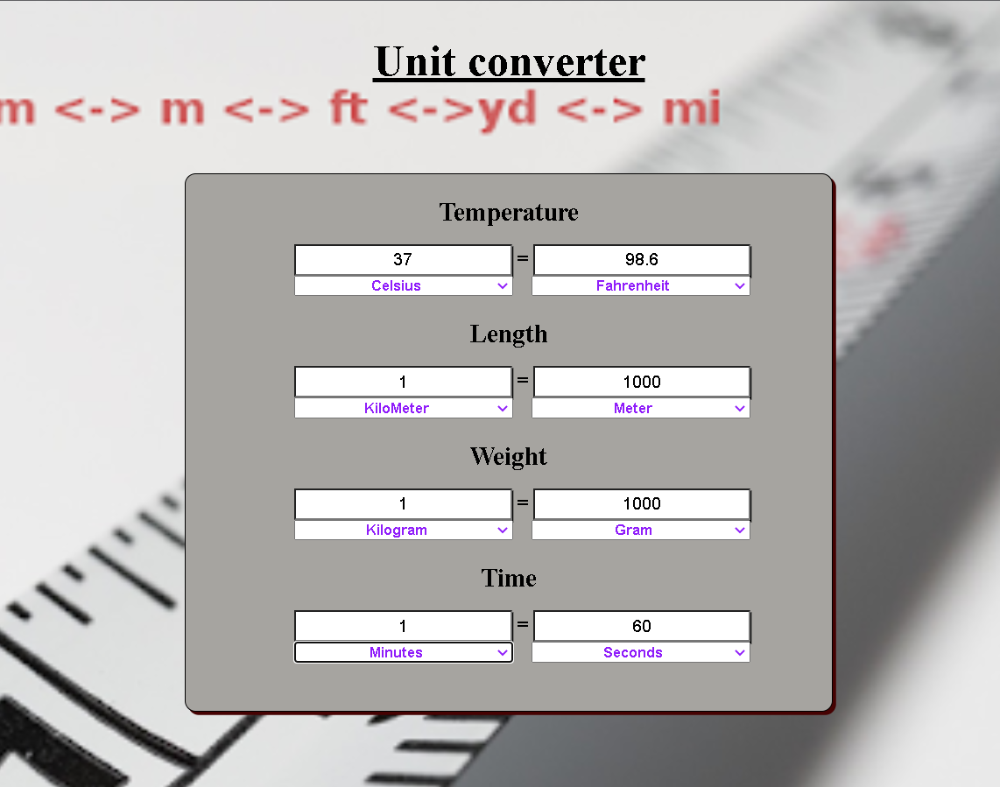 Unit converter
m <-> m <-> ft <->yd <-> mi
Temperature
37 = 98.6
Celsius Fahrenheit
Length
1 = 1000
KiloMeter Meter
Weight
1 = 1000
Kilogram Gram
Time
1 = 60
Minutes Seconds